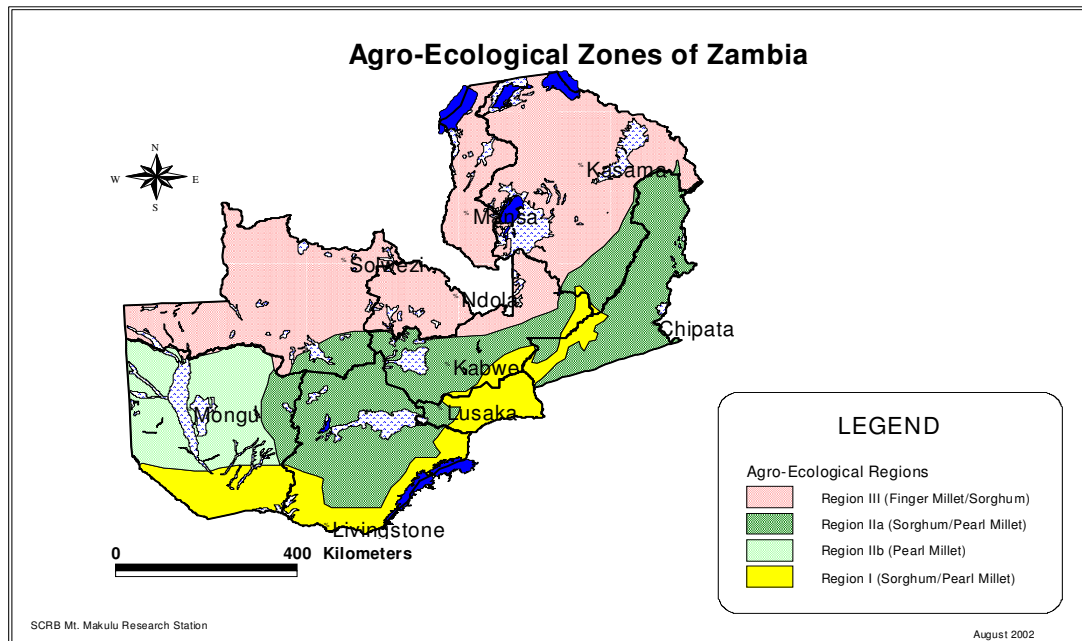 Agro-Ecological Zones of Zambia
N
W E
S
Kasama
Mansa
Solwezi
Ndola
Chipata
Kabwe
Mongu
Lusaka
Livingstone
0 400 Kilometers
LEGEND
Agro-Ecological Regions
Region III (Finger Millet/Sorghum)
Region IIa (Sorghum/Pearl Millet)
Region IIb (Pearl Millet)
Region I (Sorghum/Pearl Millet)
SCRB Mt. Makulu Research Station
August 2002